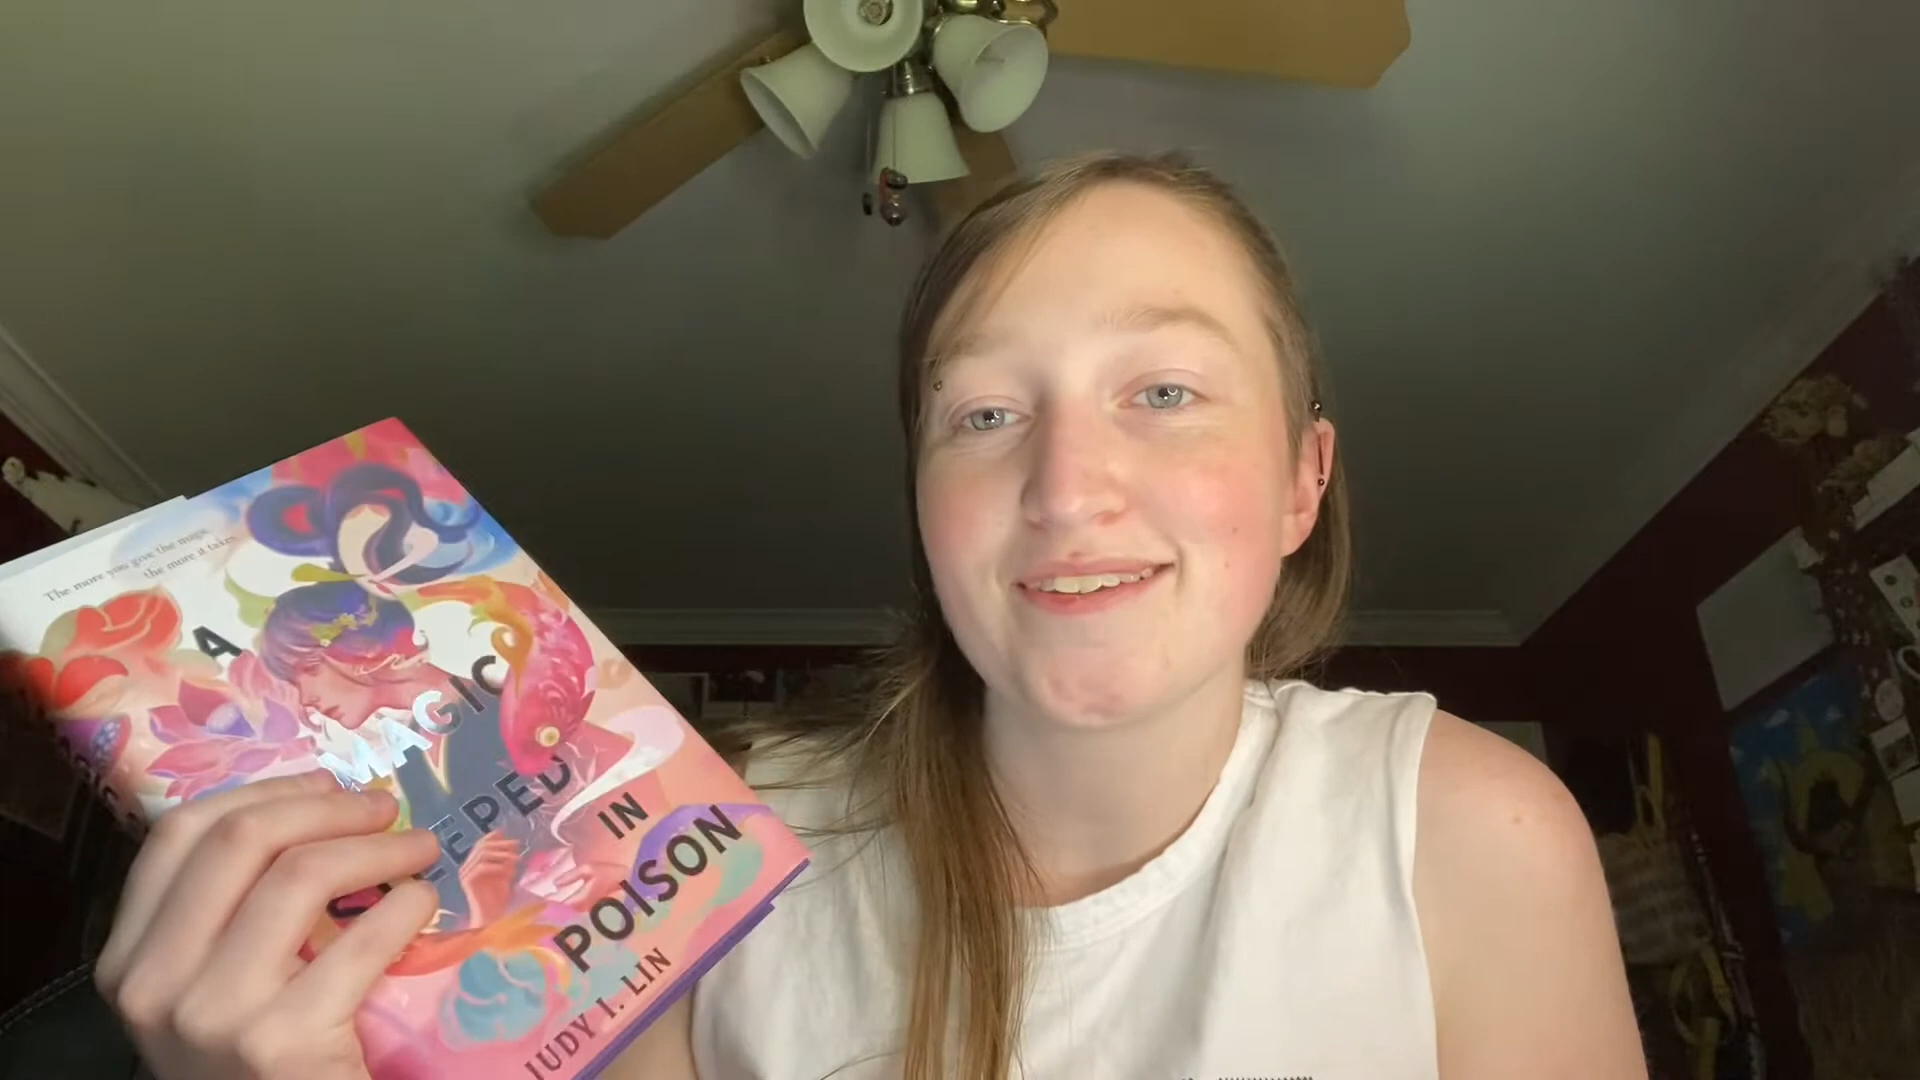 The more you give the magic,
the more it takes.
A
MAGIC
STEEPED
IN
POISON
JUDY I. LIN